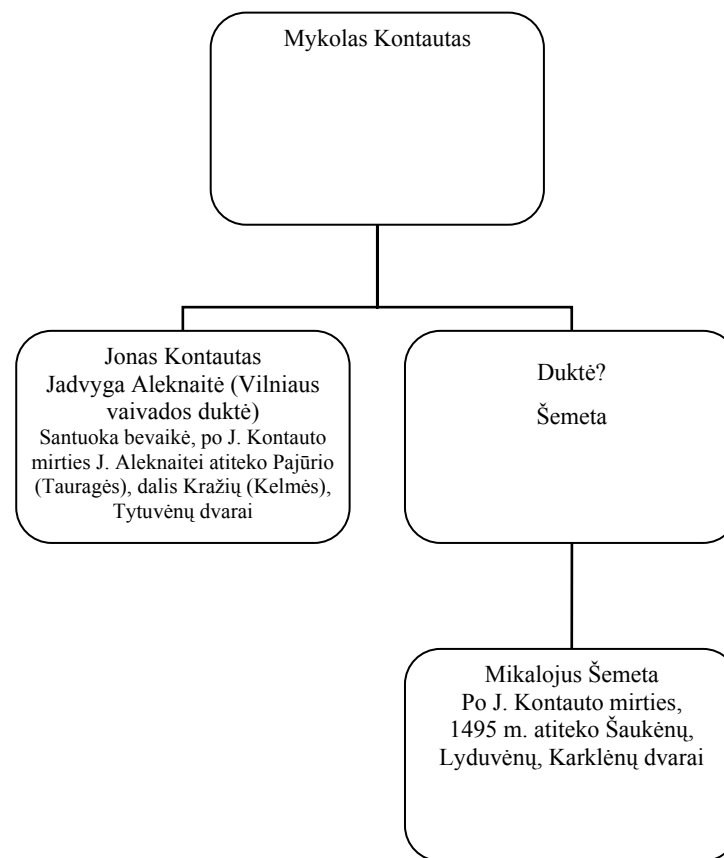 Mykolas Kontautas
Jonas Kontautas
Jadvyga Aleknaitė (Vilniaus
vaivados duktė)
Santuoka bevaikė, po J. Kontauto
mirties J. Aleknaitei atiteko Pajūrio
(Tauragės), dalis Kražių (Kelmės),
Tytuvėnų dvarai
Duktė?
Šemeta
Mikalojus Šemeta
Po J. Kontauto mirties,
1495 m. atiteko Šaukėnų,
Lyduvėnų, Karklėnų dvarai